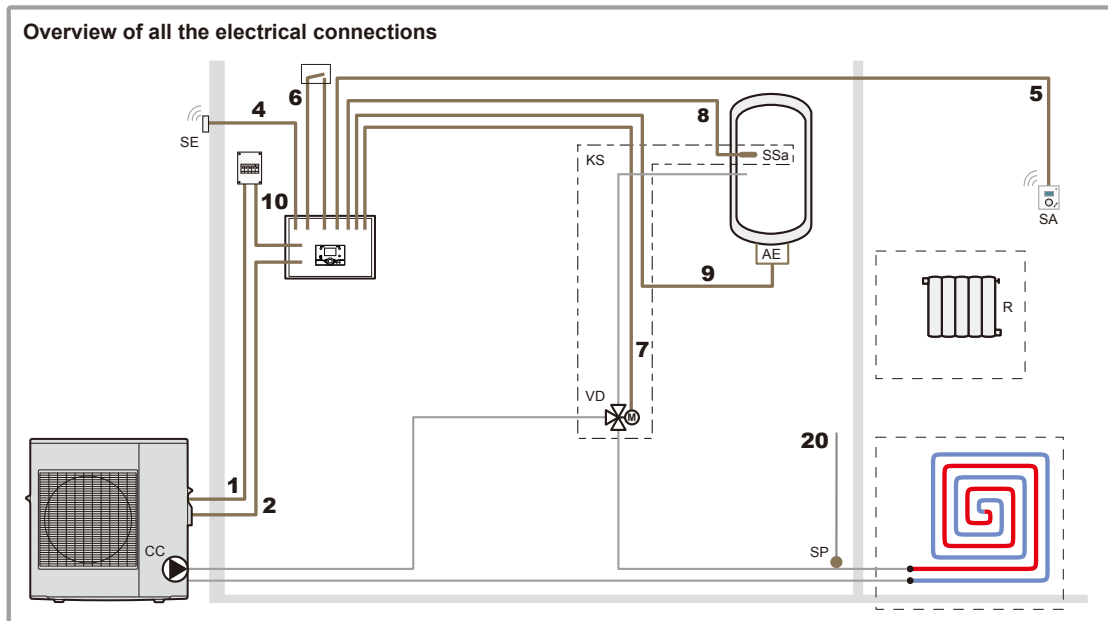 Overview of all the electrical connections
6
5
4
8
SE
KS
SSa
10
SA
AE
9
R
7
VD
M
20
1
2
CC
SP